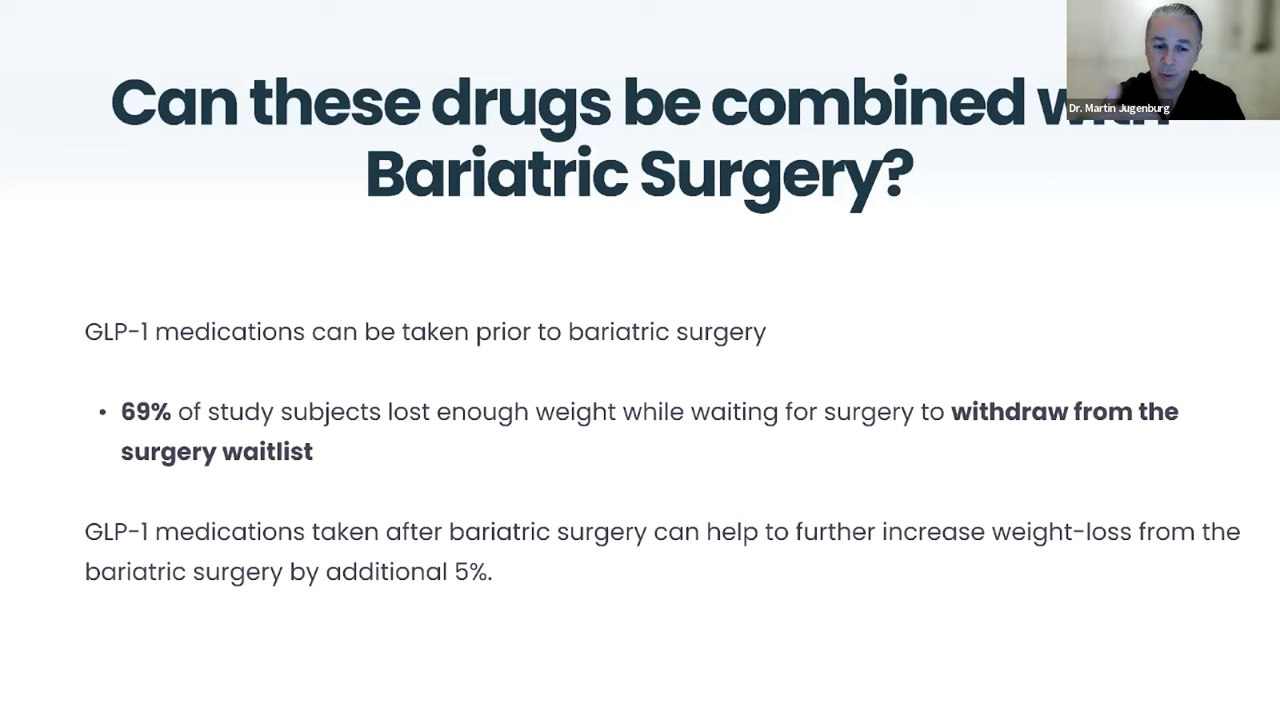 Can these drugs be combined with
Bariatric Surgery?
Dr. Martin Jugenburg
GLP-1 medications can be taken prior to bariatric surgery
• 69% of study subjects lost enough weight while waiting for surgery to withdraw from the
surgery waitlist
GLP-1 medications taken after bariatric surgery can help to further increase weight-loss from the
bariatric surgery by additional 5%.